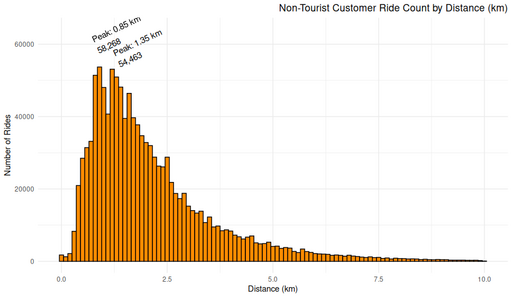 Non-Tourist Customer Ride Count by Distance (km)
Peak: 0.85 km
58,268
Peak: 1.35 km
54,463
60000
40000
20000
0
Number of Rides
0.0 2.5 5.0 7.5 10.0
Distance (km)